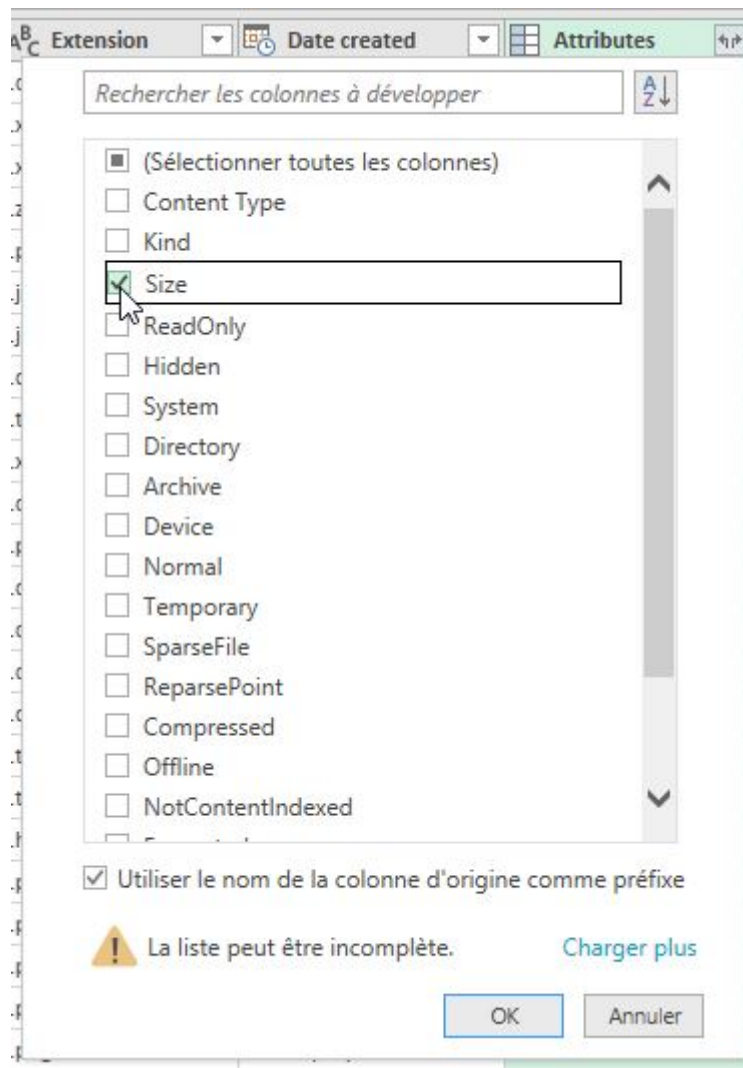 ABC Extension Date created Attributes
Rechercher les colonnes à développer AZ
(Sélectionner toutes les colonnes)
Content Type
Kind
Size
ReadOnly
Hidden
System
Directory
Archive
Device
Normal
Temporary
SparseFile
ReparsePoint
Compressed
Offline
NotContentIndexed
Utiliser le nom de la colonne d'origine comme préfixe
La liste peut être incomplète. Charger plus
OK Annuler